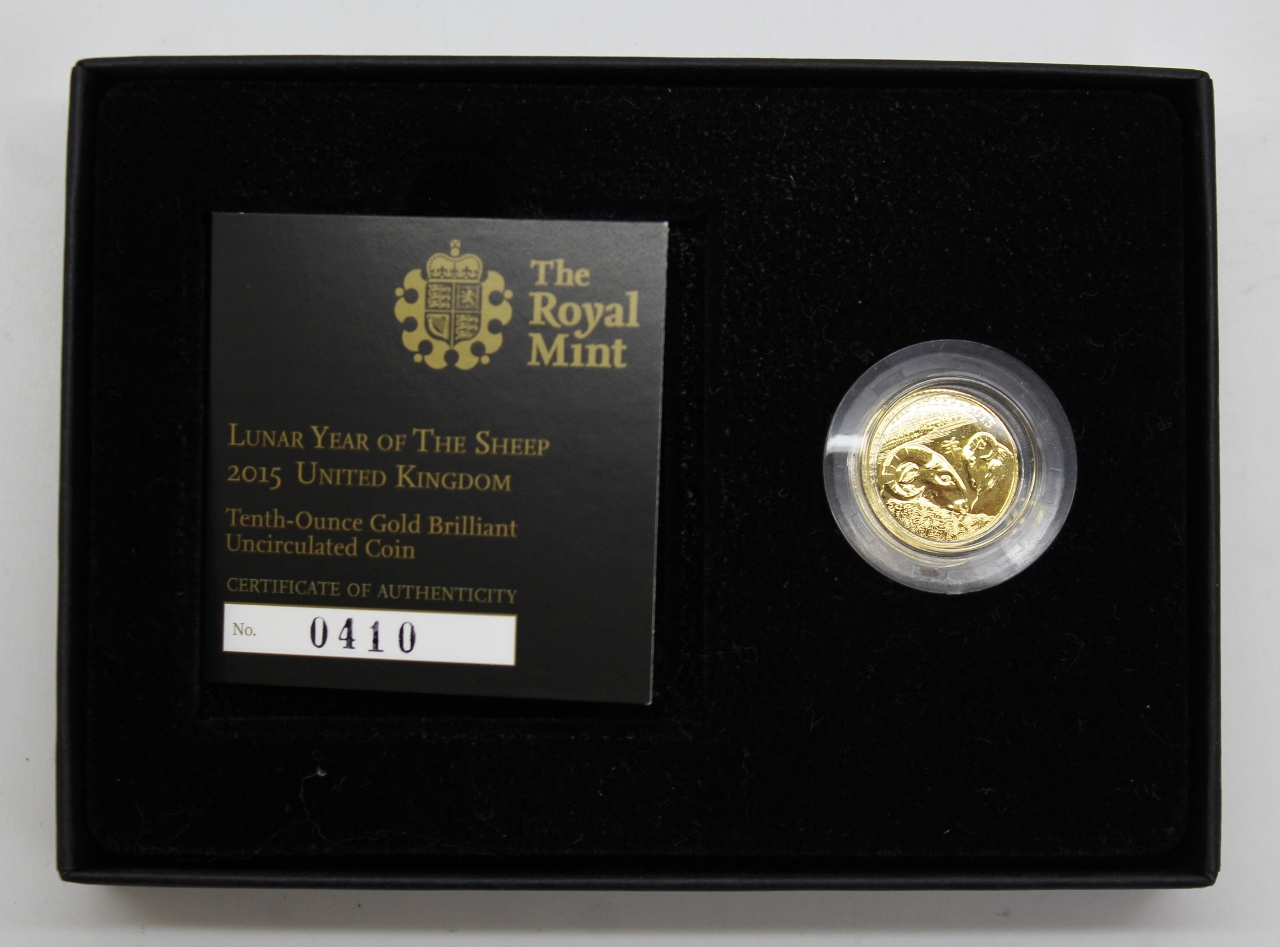 The
Royal
Mint
LUNAR YEAR OF THE SHEEP
2015 UNITED KINGDOM
Tenth-Ounce Gold Brilliant
Uncirculated Coin
CERTIFICATE OF AUTHENTICITY
No. 0410